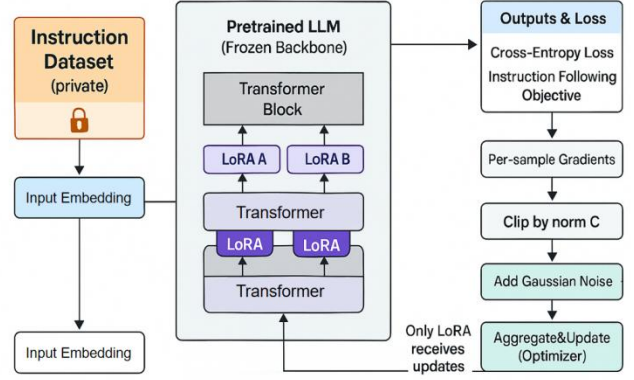 Instruction
Dataset
(private)
Input Embedding
Input Embedding
Pretrained LLM
(Frozen Backbone)
Transformer
Block
LoRA A
LoRA B
Transformer
LoRA
LoRA
Transformer
Outputs & Loss
Cross-Entropy Loss
Instruction Following
Objective
Per-sample Gradients
Clip by norm C
Add Gaussian Noise
Aggregate&Update
(Optimizer)
Only LoRA
receives
updates